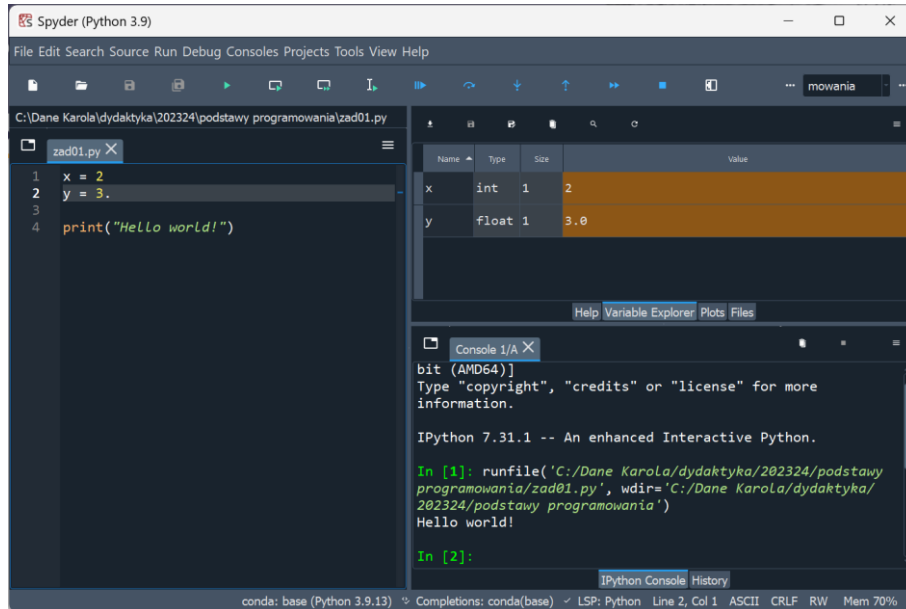 Spyder (Python 3.9)
File Edit Search Source Run Debug Consoles Projects Tools View Help
mowania
C:\Dane Karola\dydaktyka\202324\podstawy programowania\zad01.py
zad01.py
1 x = 2
2 y = 3.
3
4 print("Hello world!")
Name Type Size Value
x int 1 2
y float 1 3.0
Help Variable Explorer Plots Files
Console 1/A
bit (AMD64)]
Type "copyright", "credits" or "license" for more
information.
IPython 7.31.1 -- An enhanced Interactive Python.
In [1]: runfile('C:/Dane Karola/dydaktyka/202324/podstawy
programowania/zad01.py', wdir='C:/Dane Karola/dydaktyka/
202324/podstawy programowania')
Hello world!
In [2]:
IPython Console History
conda: base (Python 3.9.13) Completions: conda(base) LSP: Python Line 2, Col 1 ASCII CRLF RW Mem 70%